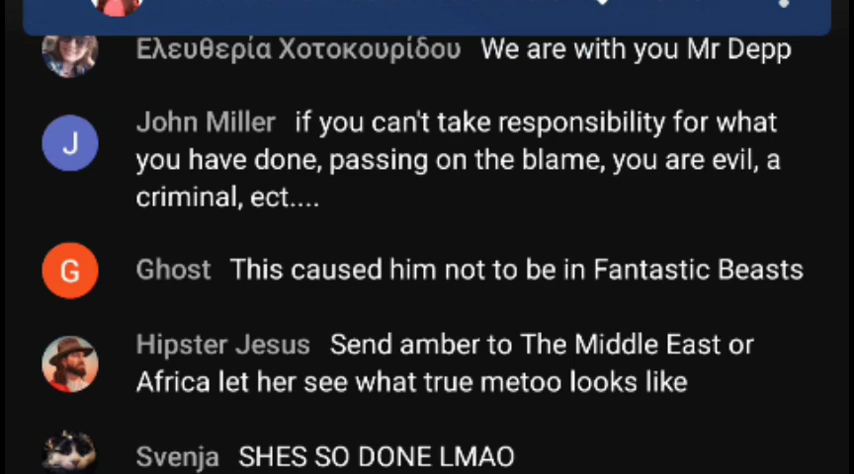 Ελευθερία Χοτοκουρίδου We are with you Mr Depp
J John Miller if you can't take responsibility for what
you have done, passing on the blame, you are evil, a
criminal, ect....
G Ghost This caused him not to be in Fantastic Beasts
Hipster Jesus Send amber to The Middle East or
Africa let her see what true metoo looks like
Svenja SHES SO DONE LMAO